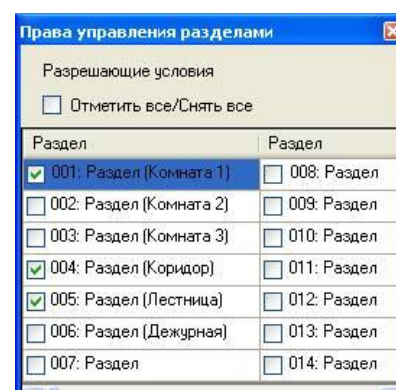 Права управления разделами
Разрешающие условия
Отметить все/Снять все
Раздел Раздел
001: Раздел (Комната 1) 008: Раздел
002: Раздел (Комната 2) 009: Раздел
003: Раздел (Комната 3) 010: Раздел
004: Раздел (Коридор) 011: Раздел
005: Раздел (Лестница) 012: Раздел
006: Раздел (Дежурная) 013: Раздел
007: Раздел 014: Раздел